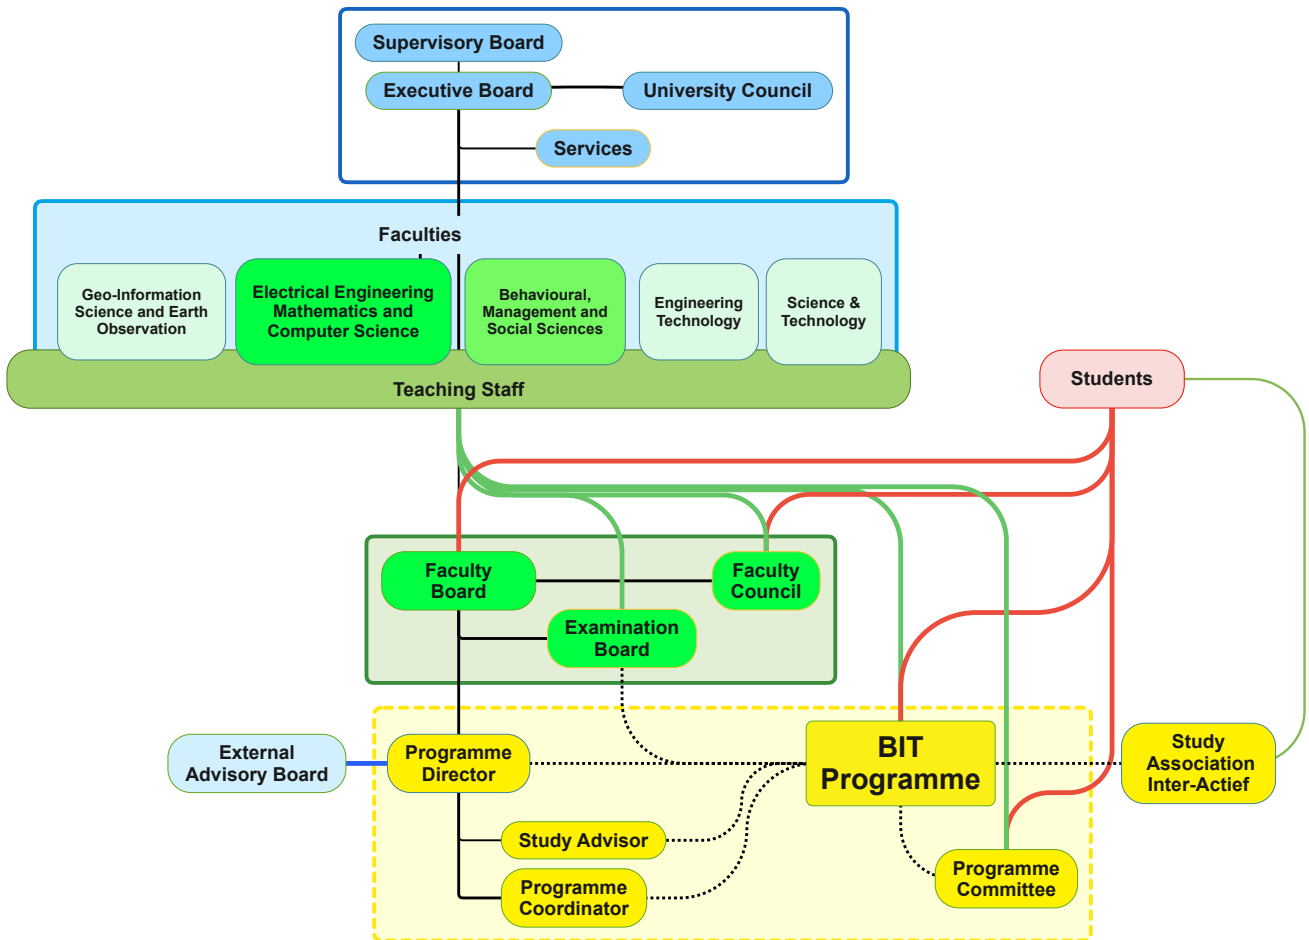 Supervisory Board
Executive Board
University Council
Services
Faculties
Geo-Information
Science and Earth
Observation
Electrical Engineering
Mathematics and
Computer Science
Behavioural,
Management and
Social Sciences
Engineering
Technology
Science &
Technology
Teaching Staff
Students
Faculty
Board
Faculty
Council
Examination
Board
External
Advisory Board
Programme
Director
BIT
Programme
Study
Association
Inter-Actief
Study Advisor
Programme
Coordinator
Programme
Committee